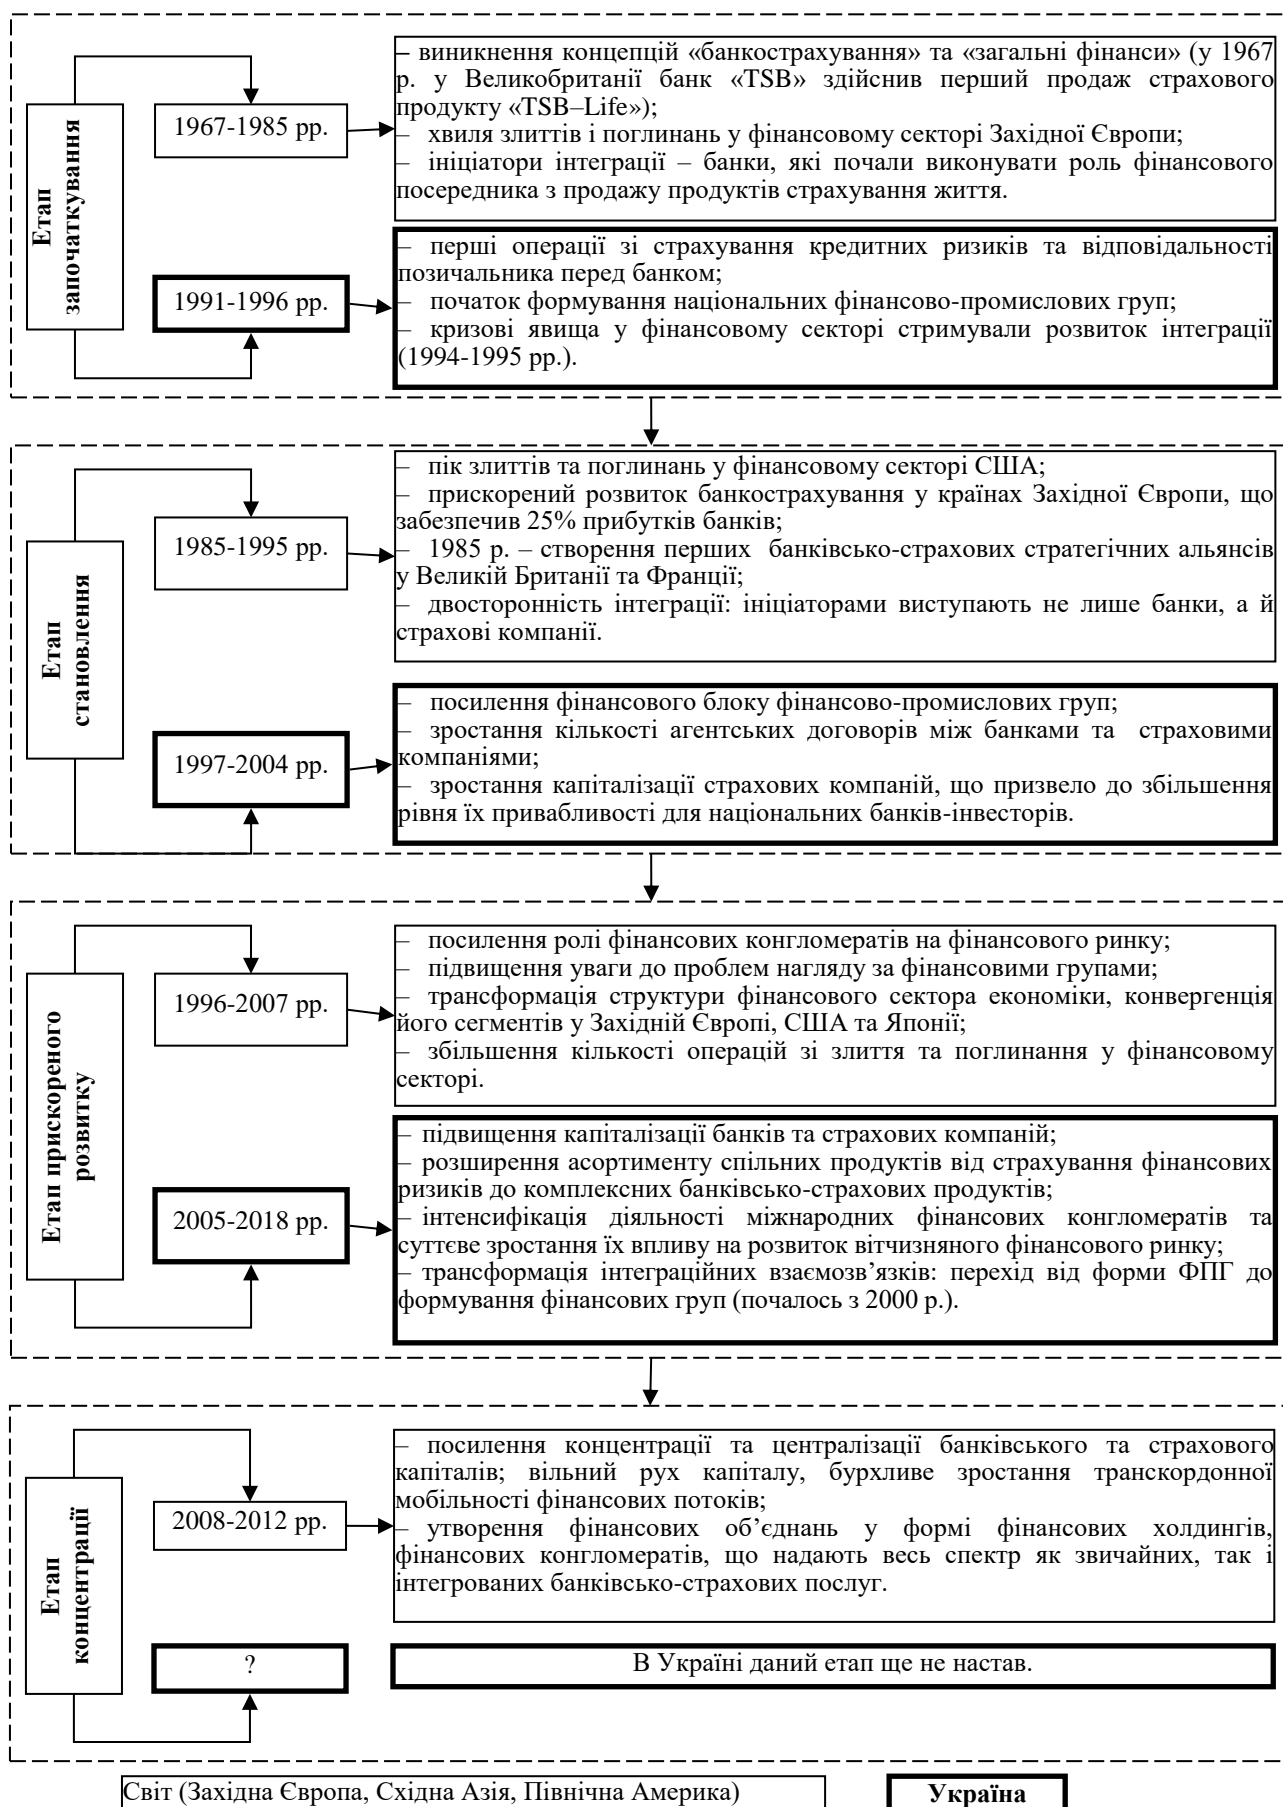 – виникнення концепцій «банкострахування» та «загальні фінанси» (у 1967
р. у Великобританії банк «TSB» здійснив перший продаж страхового
продукту «TSB–Life»);
– хвиля злиттів і поглинань у фінансовому секторі Західної Європи;
– ініціатори інтеграції – банки, які почали виконувати роль фінансового
посередника з продажу продуктів страхування життя.
1967-1985 рр.
Етап
започаткування
1991-1996 рр.
– перші операції зі страхування кредитних ризиків та відповідальності
позичальника перед банком;
– початок формування національних фінансово-промислових груп;
– кризові явища у фінансовому секторі стримували розвиток інтеграції
(1994-1995 рр.).
– пік злиттів та поглинань у фінансовому секторі США;
– прискорений розвиток банкострахування у країнах Західної Європи, що
забезпечив 25% прибутків банків;
– 1985 р. – створення перших банківсько-страхових стратегічних альянсів
у Великій Британії та Франції;
– двосторонність інтеграції: ініціаторами виступають не лише банки, а й
страхові компанії.
1985-1995 рр.
Етап
становлення
1997-2004 рр.
– посилення фінансового блоку фінансово-промислових груп;
– зростання кількості агентських договорів між банками та страховими
компаніями;
– зростання капіталізації страхових компаній, що призвело до збільшення
рівня їх привабливості для національних банків-інвесторів.
– посилення ролі фінансових конгломератів на фінансового ринку;
– підвищення уваги до проблем нагляду за фінансовими групами;
– трансформація структури фінансового сектора економіки, конвергенція
його сегментів у Західній Європі, США та Японії;
– збільшення кількості операцій зі злиття та поглинання у фінансовому
секторі.
1996-2007 рр.
Етап прискореного
розвитку
2005-2018 рр.
– підвищення капіталізації банків та страхових компаній;
– розширення асортименту спільних продуктів від страхування фінансових
ризиків до комплексних банківсько-страхових продуктів;
– інтенсифікація діяльності міжнародних фінансових конгломератів та
суттєве зростання їх впливу на розвиток вітчизняного фінансового ринку;
– трансформація інтеграційних взаємозв’язків: перехід від форми ФПГ до
формування фінансових груп (почалось з 2000 р.).
– посилення концентрації та централізації банківського та страхового
капіталів; вільний рух капіталу, бурхливе зростання транскордонної
мобільності фінансових потоків;
– утворення фінансових об’єднань у формі фінансових холдингів,
фінансових конгломератів, що надають весь спектр як звичайних, так і
інтегрованих банківсько-страхових послуг.
2008-2012 рр.
Етап
концентрації
?
В Україні даний етап ще не настав.
Світ (Західна Європа, Східна Азія, Північна Америка)
Україна